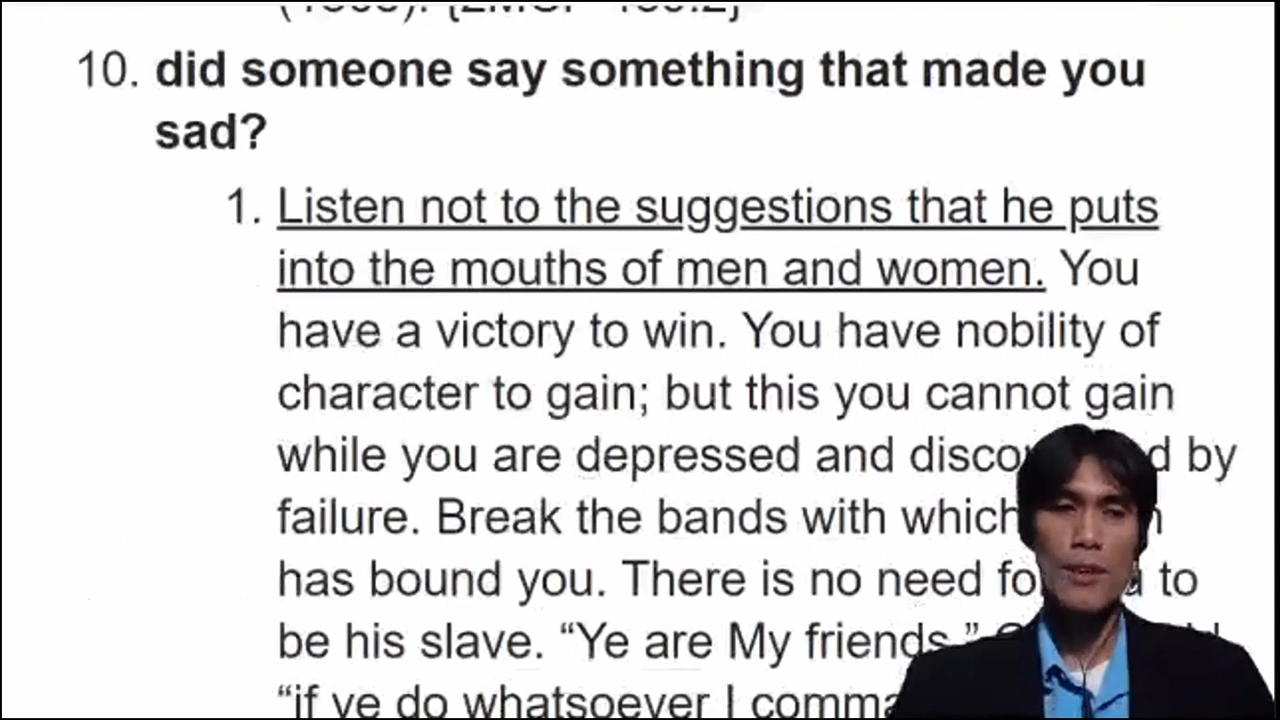 10. did someone say something that made you
sad?
1. Listen not to the suggestions that he puts
into the mouths of men and women. You
have a victory to win. You have nobility of
character to gain; but this you cannot gain
while you are depressed and by
failure. Break the bands with which
has bound you. There is no need to
be his slave. “Ye are My friends,”
“if ye do whatsoever I